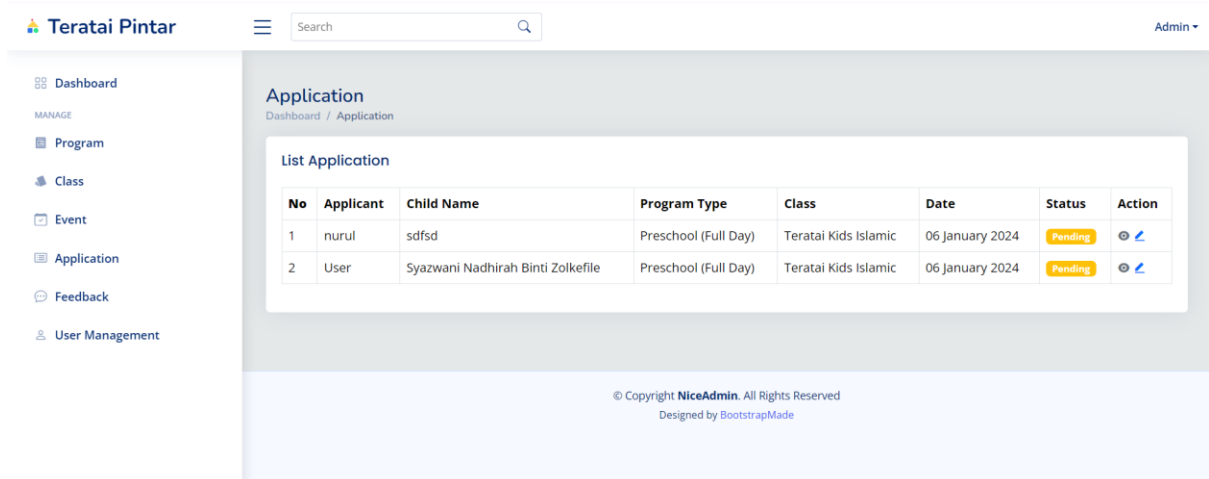 Teratai Pintar
Search
Admin
Dashboard
MANAGE
Program
Class
Event
Application
Feedback
User Management
Application
Dashboard / Application
List Application
No Applicant Child Name Program Type Class Date Status Action
1 nurul sdfsd Preschool (Full Day) Teratai Kids Islamic 06 January 2024 Pending
2 User Syazwani Nadhirah Binti Zolkefile Preschool (Full Day) Teratai Kids Islamic 06 January 2024 Pending
© Copyright NiceAdmin. All Rights Reserved
Designed by BootstrapMade